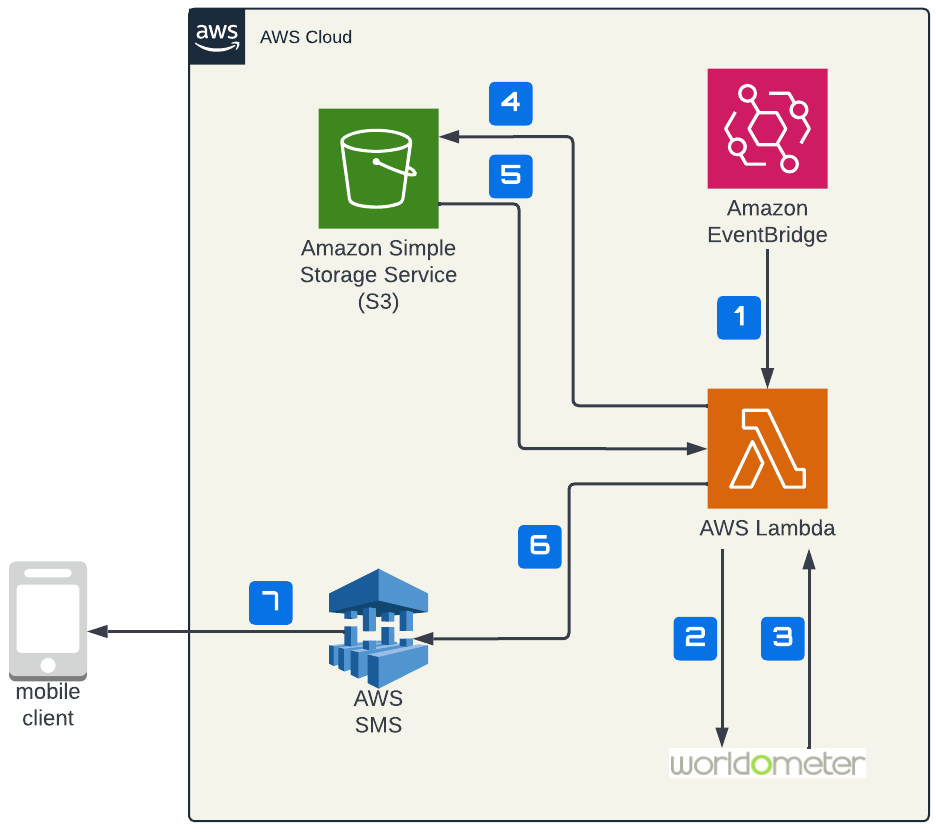 aws
AWS Cloud
4
5
Amazon Simple
Storage Service
(S3)
Amazon
EventBridge
1
AWS Lambda
6
7
2
3
mobile
client
AWS
SMS
worldometer